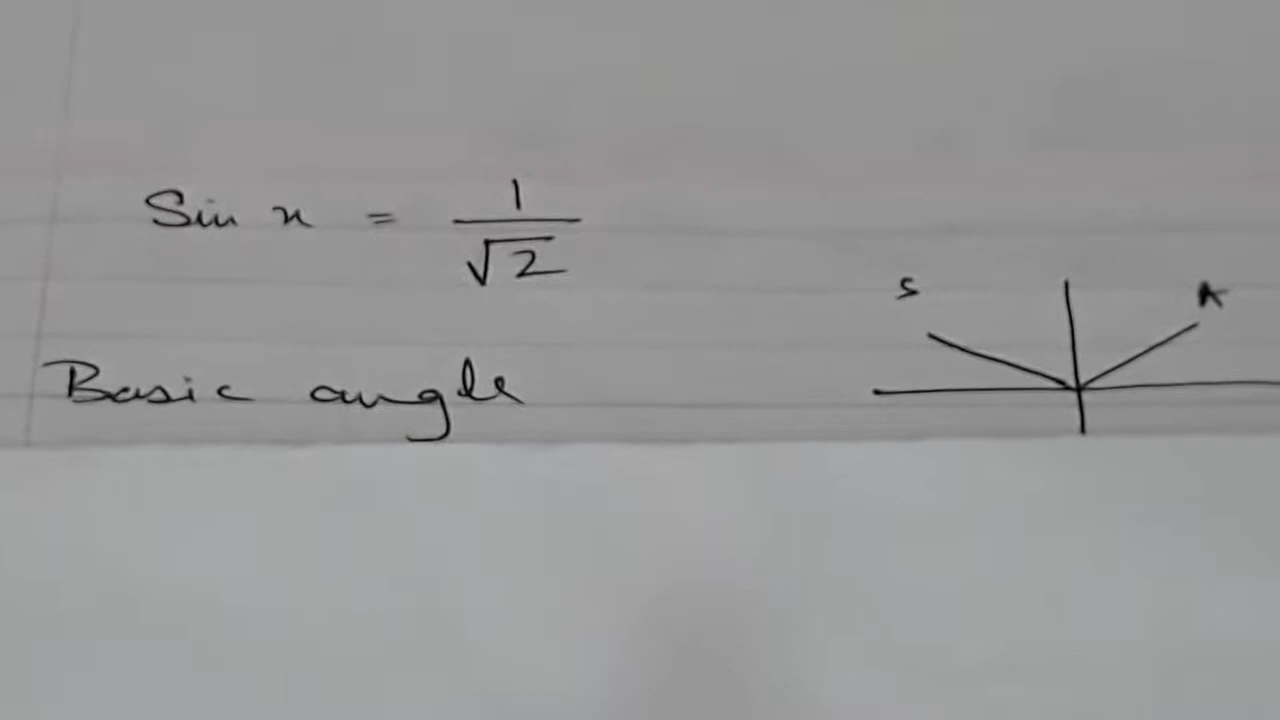 Sin x = 1/√2
S A
Basic angle